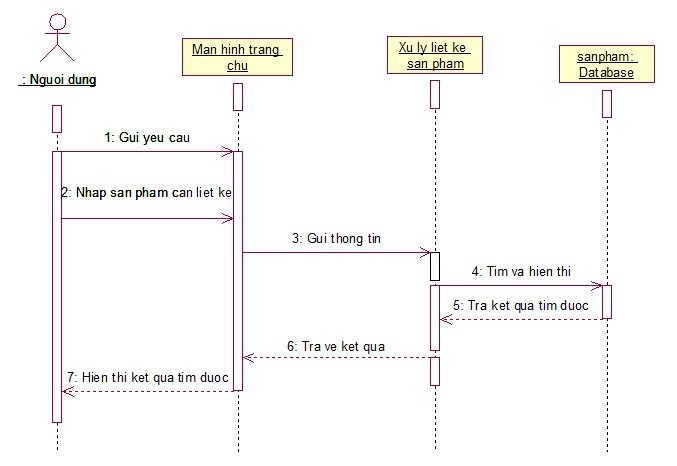 : Nguoi dung
Man hinh trang
chu
Xu ly liet ke
san pham
sanpham:
Database
1: Gui yeu cau
2: Nhap san pham can liet ke
3: Gui thong tin
4: Tim va hien thi
5: Tra ket qua tim duoc
6: Tra ve ket qua
7: Hien thi ket qua tim duoc